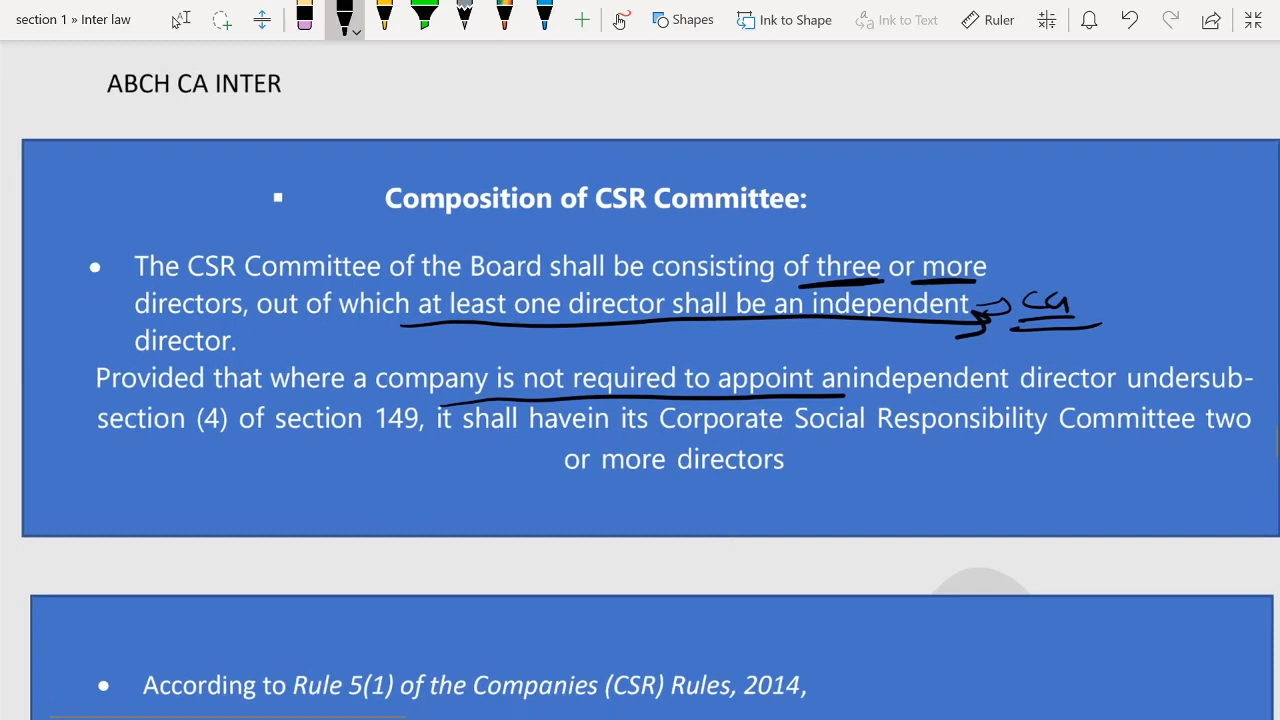 section 1 » Inter law
Shapes
Ink to Shape
Ink to Text
Ruler
ABCH CA INTER
Composition of CSR Committee:
The CSR Committee of the Board shall be consisting of three or more
directors, out of which at least one director shall be an independent
director.
Provided that where a company is not required to appoint anindependent director undersub-
section (4) of section 149, it shall havein its Corporate Social Responsibility Committee two
or more directors
According to Rule 5(1) of the Companies (CSR) Rules, 2014,